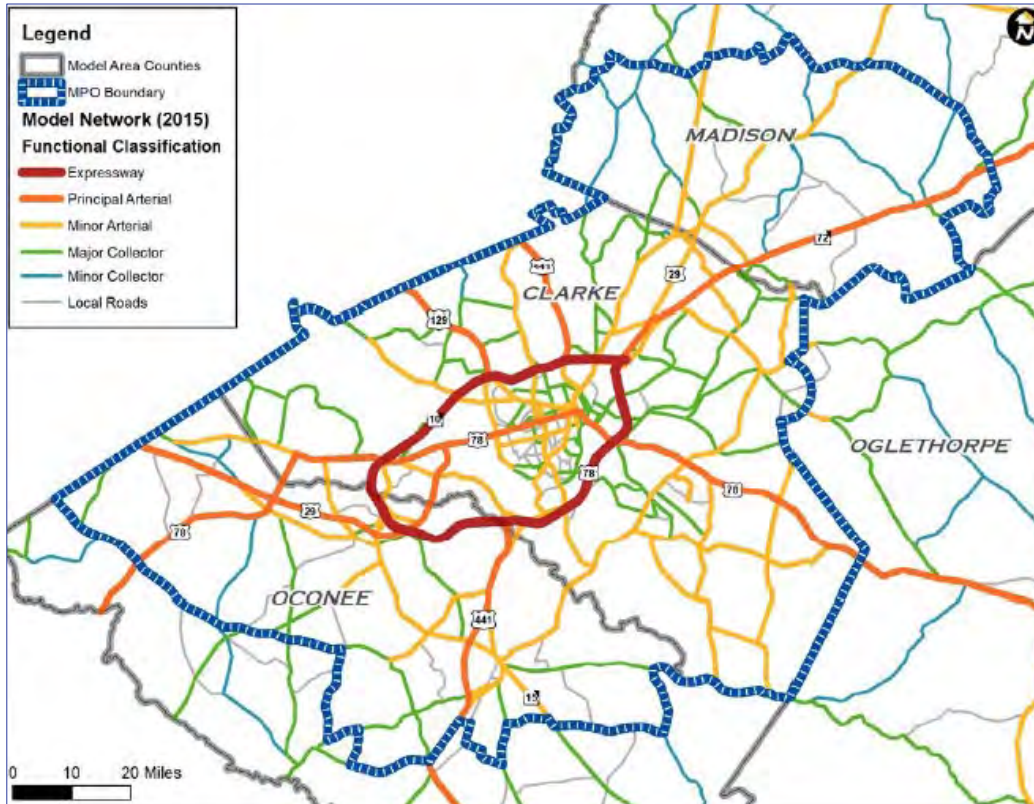 Legend
Model Area Counties
MPO Boundary
Model Network (2015)
Functional Classification
Expressway
Principal Arterial
Minor Arterial
Major Collector
Minor Collector
Local Roads
N
MADISON
72
441
29
CLARKE
129
10
78
OGLETHORPE
78
78
29
78
OCONEE
441
15
0 10 20 Miles